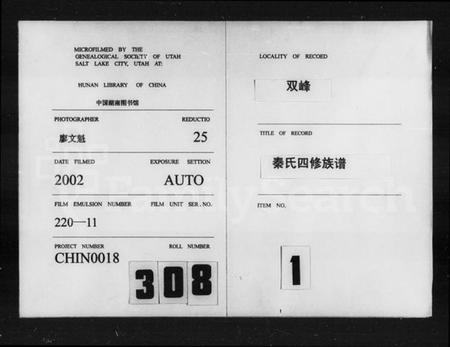 MICROFILMED BY THE
GENEALOGICAL SOCIETY OF UTAH
SALT LAKE CITY, UTAH AT:
HUNAN LIBRARY OF CHINA
中国湖南图书馆
PHOTOGRAPHER REDUCTIO
廖文魁 25
DATE FILMED EXPOSURE SETTION
2002 AUTO
FILM EMULSION NUMBER FILM UNIT SER. NO.
220—11
PROJECT NUMBER ROLL NUMBER
CHIN0018 308
LOCALITY OF RECOED
双峰
TITLE OF RECORD
秦氏四修族谱
ITEM NO.
1
FamilySearch